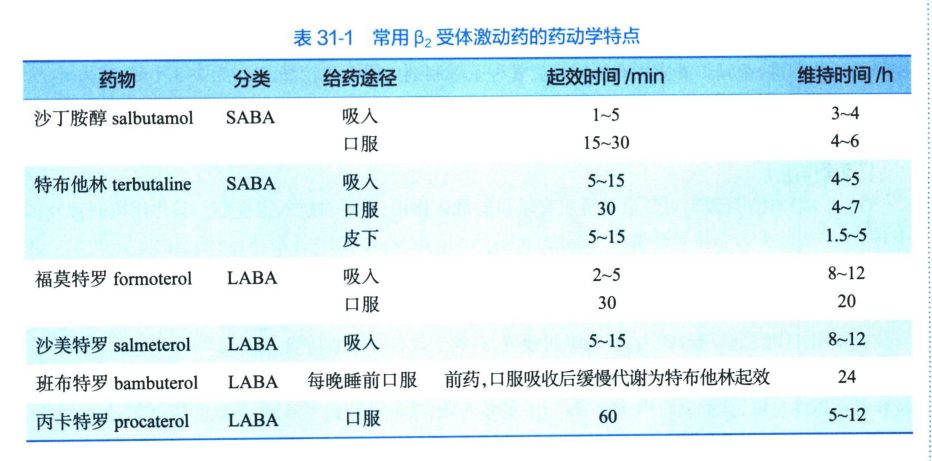 表 31-1 常用 β2 受体激动药的药动学特点
药物 分类 给药途径 起效时间 /min 维持时间 /h
沙丁胺醇 salbutamol SABA 吸入 1~5 3~4
口服 15~30 4~6
特布他林 terbutaline SABA 吸入 5~15 4~5
口服 30 4~7
皮下 5~15 1.5~5
福莫特罗 formoterol LABA 吸入 2~5 8~12
口服 30 20
沙美特罗 salmeterol LABA 吸入 5~15 8~12
班布特罗 bambuterol LABA 每晚睡前口服 前药,口服吸收后缓慢代谢为特布他林起效 24
丙卡特罗 procaterol LABA 口服 60 5~12